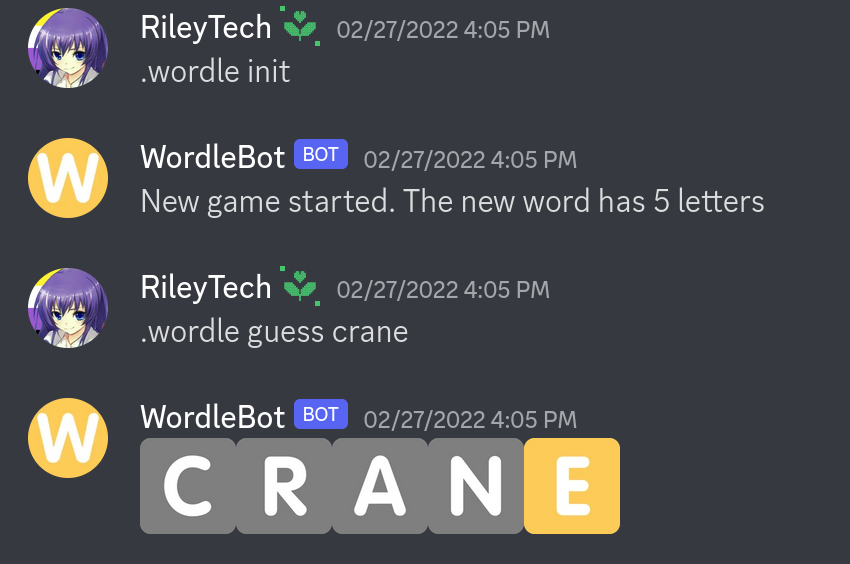 RileyTech 02/27/2022 4:05 PM
.wordle init
W
WordleBot BOT 02/27/2022 4:05 PM
New game started. The new word has 5 letters
RileyTech 02/27/2022 4:05 PM
.wordle guess crane
W
WordleBot BOT 02/27/2022 4:05 PM
C R A N E